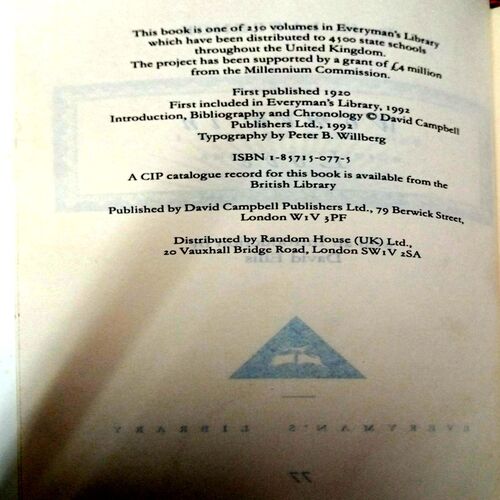 This book is one of 250 volumes in Everyman's Library
which have been distributed to 4500 state schools
throughout the United Kingdom.
The project has been supported by a grant of £4 million
from the Millennium Commission.
First published 1920
First included in Everyman's Library, 1992
Introduction, Bibliography and Chronology © David Campbell
Publishers Ltd., 1992
Typography by Peter B. Willberg
ISBN 1-85715-077-5
A CIP catalogue record for this book is available from the
British Library
Published by David Campbell Publishers Ltd., 79 Berwick Street,
London W1V 3PF
Distributed by Random House (UK) Ltd.,
20 Vauxhall Bridge Road, London SW1V 2SA
David Ellis
EVERYMAN'S LIBRARY
77